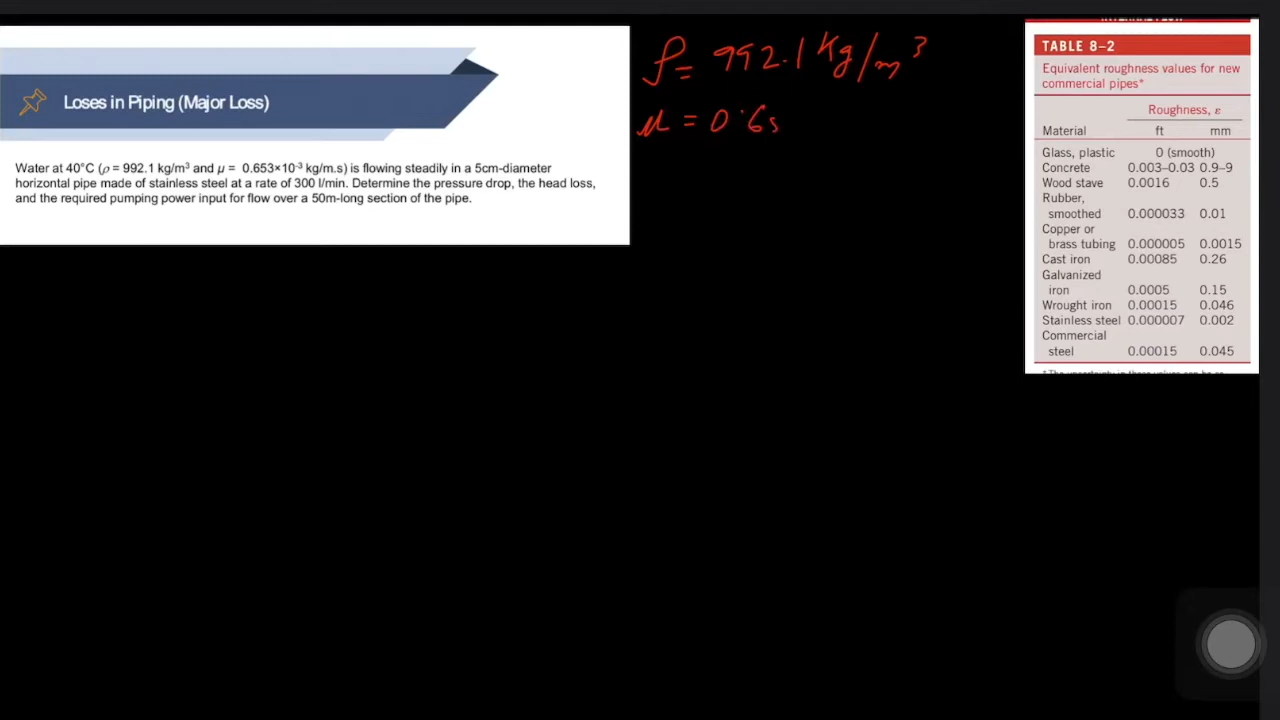 Loses in Piping (Major Loss)
Water at 40°C (ρ = 992.1 kg/m³ and μ = 0.653×10⁻³ kg/m.s) is flowing steadily in a 5cm-diameter
horizontal pipe made of stainless steel at a rate of 300 l/min. Determine the pressure drop, the head loss,
and the required pumping power input for flow over a 50m-long section of the pipe.
ρ = 992.1 kg/m³
μ = 0.65
TABLE 8–2
Equivalent roughness values for new
commercial pipes*
Roughness, ε
Material ft mm
Glass, plastic 0 (smooth)
Concrete 0.003–0.03 0.9–9
Wood stave 0.0016 0.5
Rubber,
smoothed 0.000033 0.01
Copper or
brass tubing 0.000005 0.0015
Cast iron 0.00085 0.26
Galvanized
iron 0.0005 0.15
Wrought iron 0.00015 0.046
Stainless steel 0.000007 0.002
Commercial
steel 0.00015 0.045